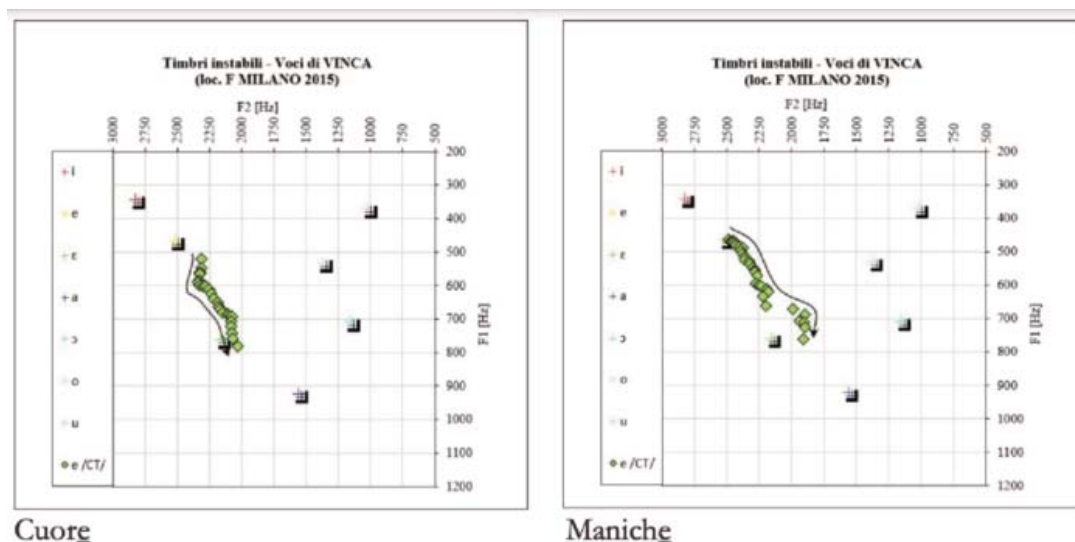 Timbri instabili - Voci di VINCA
(loc. F MILANO 2015)
F2 [Hz]
3000 2750 2500 2250 2000 1750 1500 1250 1000 750 500
200
300
400
500
600
700
800
900
1000
1100
1200
F1 [Hz]
i
e
ε
a
ɔ
o
u
e /CT/
Cuore
Timbri instabili - Voci di VINCA
(loc. F MILANO 2015)
F2 [Hz]
3000 2750 2500 2250 2000 1750 1500 1250 1000 750 500
200
300
400
500
600
700
800
900
1000
1100
1200
F1 [Hz]
i
e
ε
a
ɔ
o
u
e /CT/
Maniche